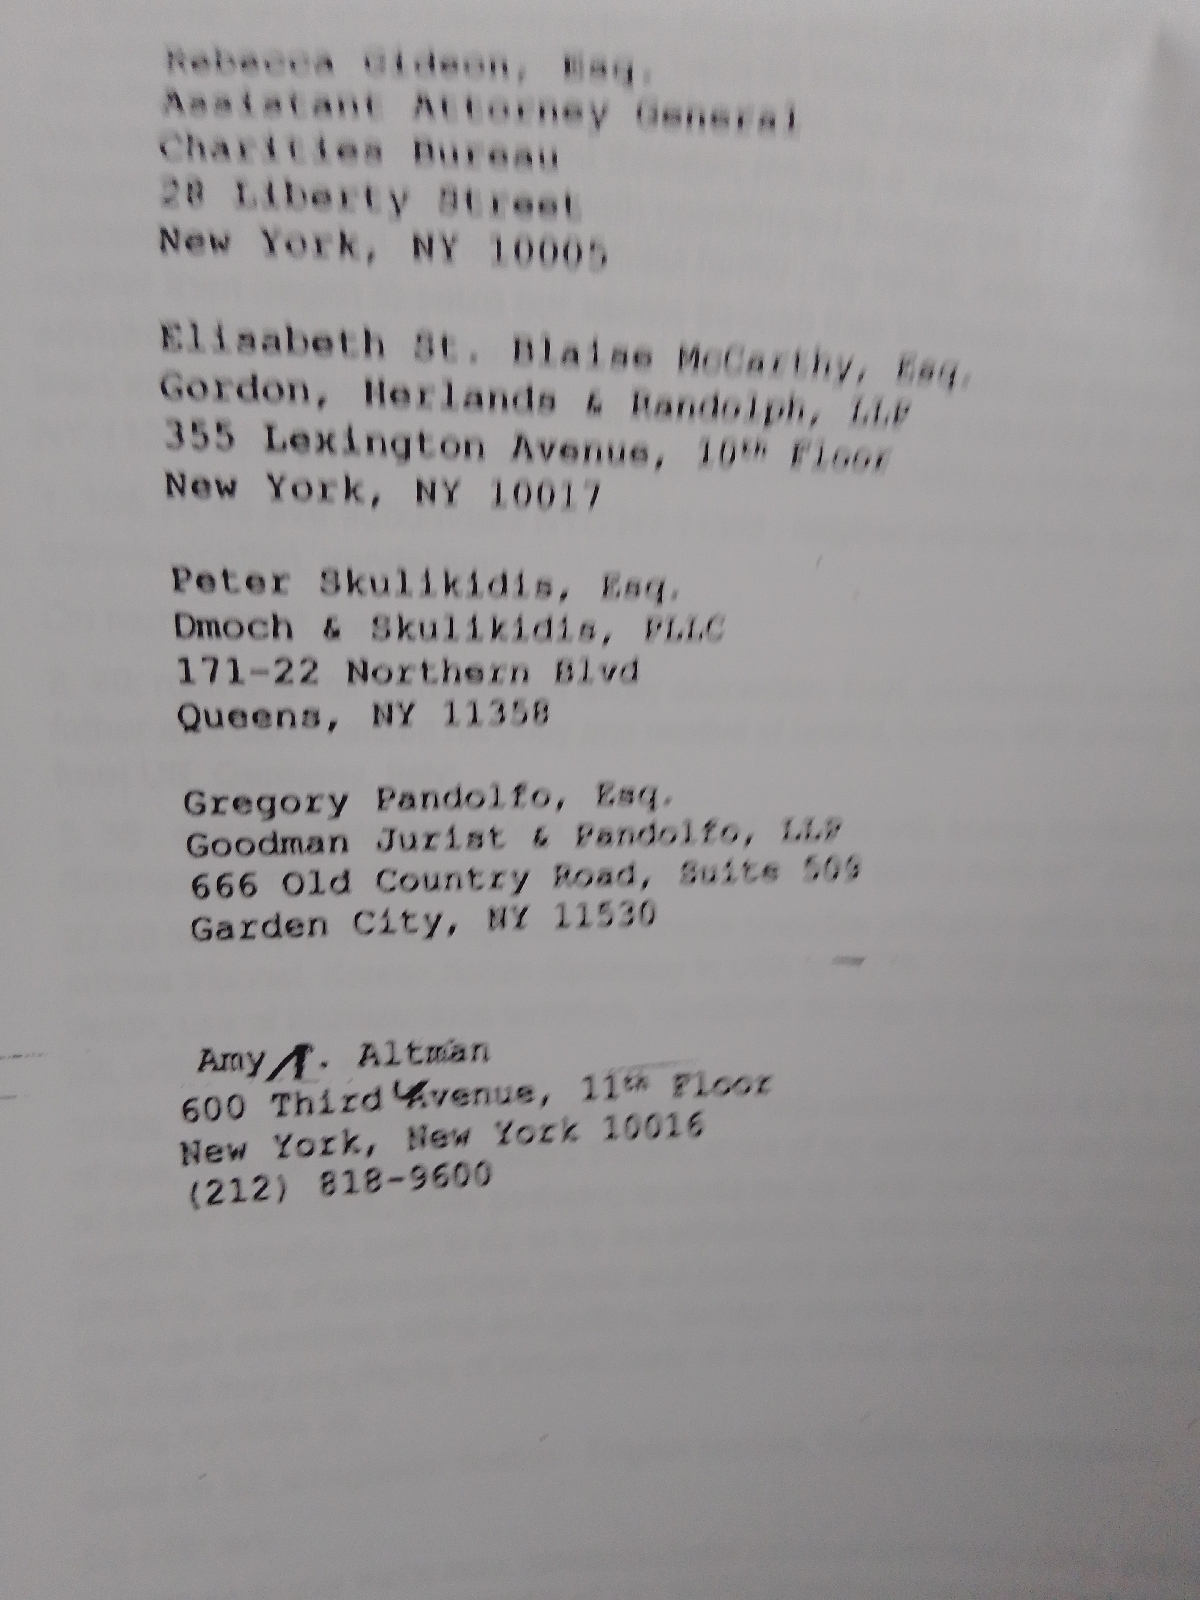 Rebecca Gideon, Esq.
Assistant Attorney General
Charities Bureau
28 Liberty Street
New York, NY 10005
Elisabeth St. Blaise McCarthy, Esq.
Gordon, Herlands & Randolph, LLP
355 Lexington Avenue, 10th Floor
New York, NY 10017
Peter Skulikidis, Esq.
Dmoch & Skulikidis, PLLC
171-22 Northern Blvd
Queens, NY 11358
Gregory Pandolfo, Esq.
Goodman Jurist & Pandolfo, LLP
666 Old Country Road, Suite 509
Garden City, NY 11530
Amy Altman
600 Third Avenue, 11th Floor
New York, New York 10016
(212) 818-9600